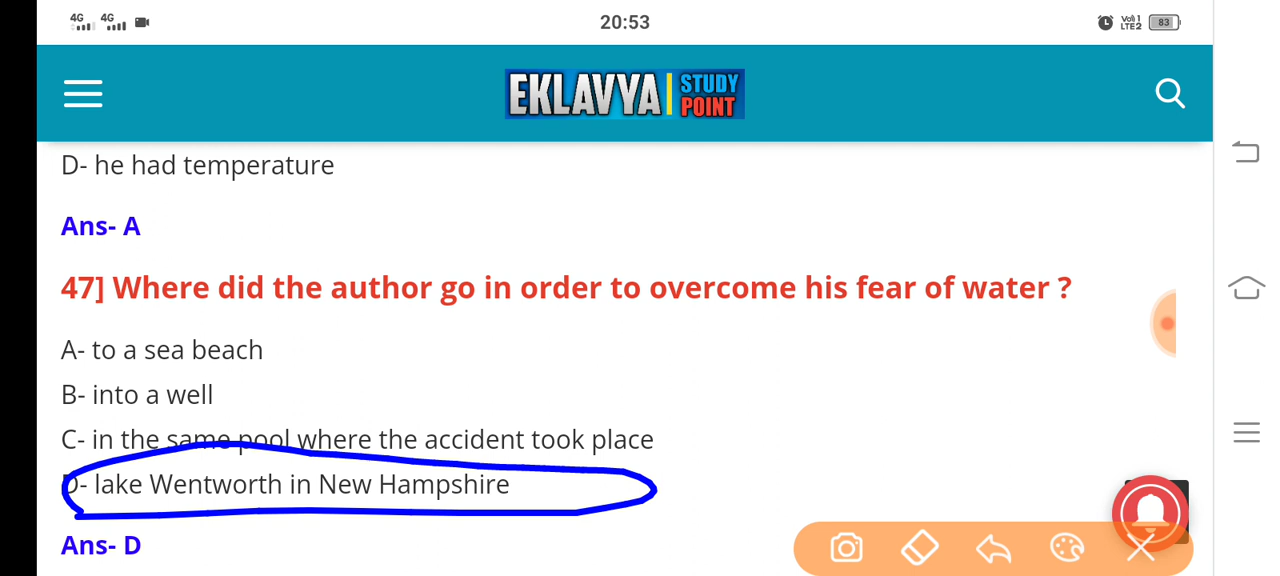 4G 4G 20:53 Vo) 1 LTE2 83
EKLAVYA STUDY POINT
D- he had temperature
Ans- A
47] Where did the author go in order to overcome his fear of water ?
A- to a sea beach
B- into a well
C- in the same pool where the accident took place
D- lake Wentworth in New Hampshire
Ans- D